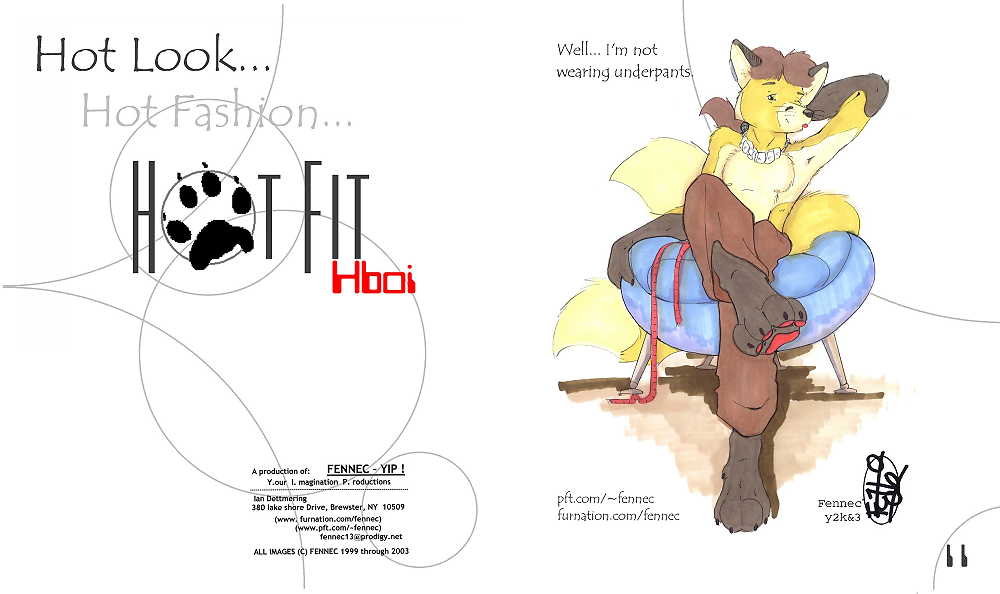 Hot Look...
Hot Fashion...
HOT FIT
Hboi
A production of: FENNEC - YIP !
Y.our I. magination P. roductions
Ian Dettmering
380 lake shore Drive, Brewster, NY 10509
(www. furnation.com/fennec)
(www.pft.com/~fennec)
fennec13@prodigy.net
ALL IMAGES (C) FENNEC 1999 through 2003
Well... I'm not
wearing underpants.
pft.com/~fennec
furnation.com/fennec
Fennec
y2k&3